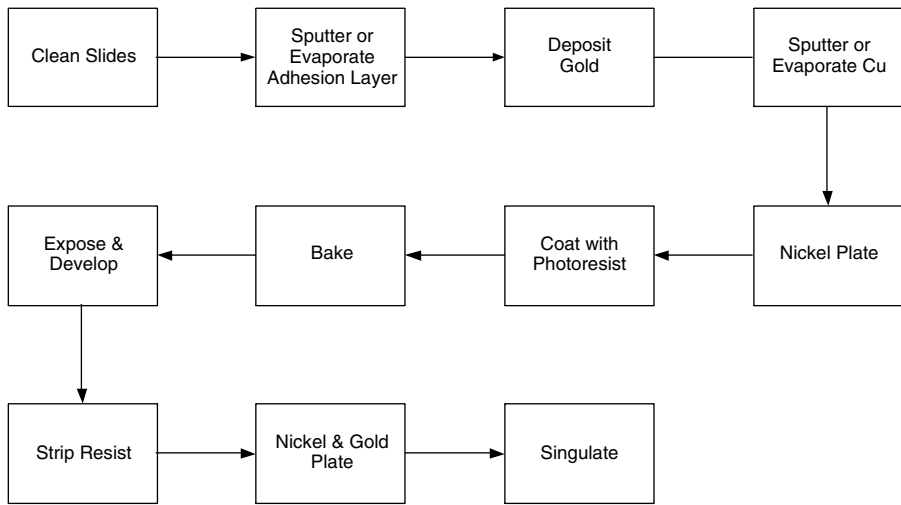 Clean Slides
Sputter or
Evaporate
Adhesion Layer
Deposit
Gold
Sputter or
Evaporate Cu
Nickel Plate
Coat with
Photoresist
Bake
Expose &
Develop
Strip Resist
Nickel & Gold
Plate
Singulate